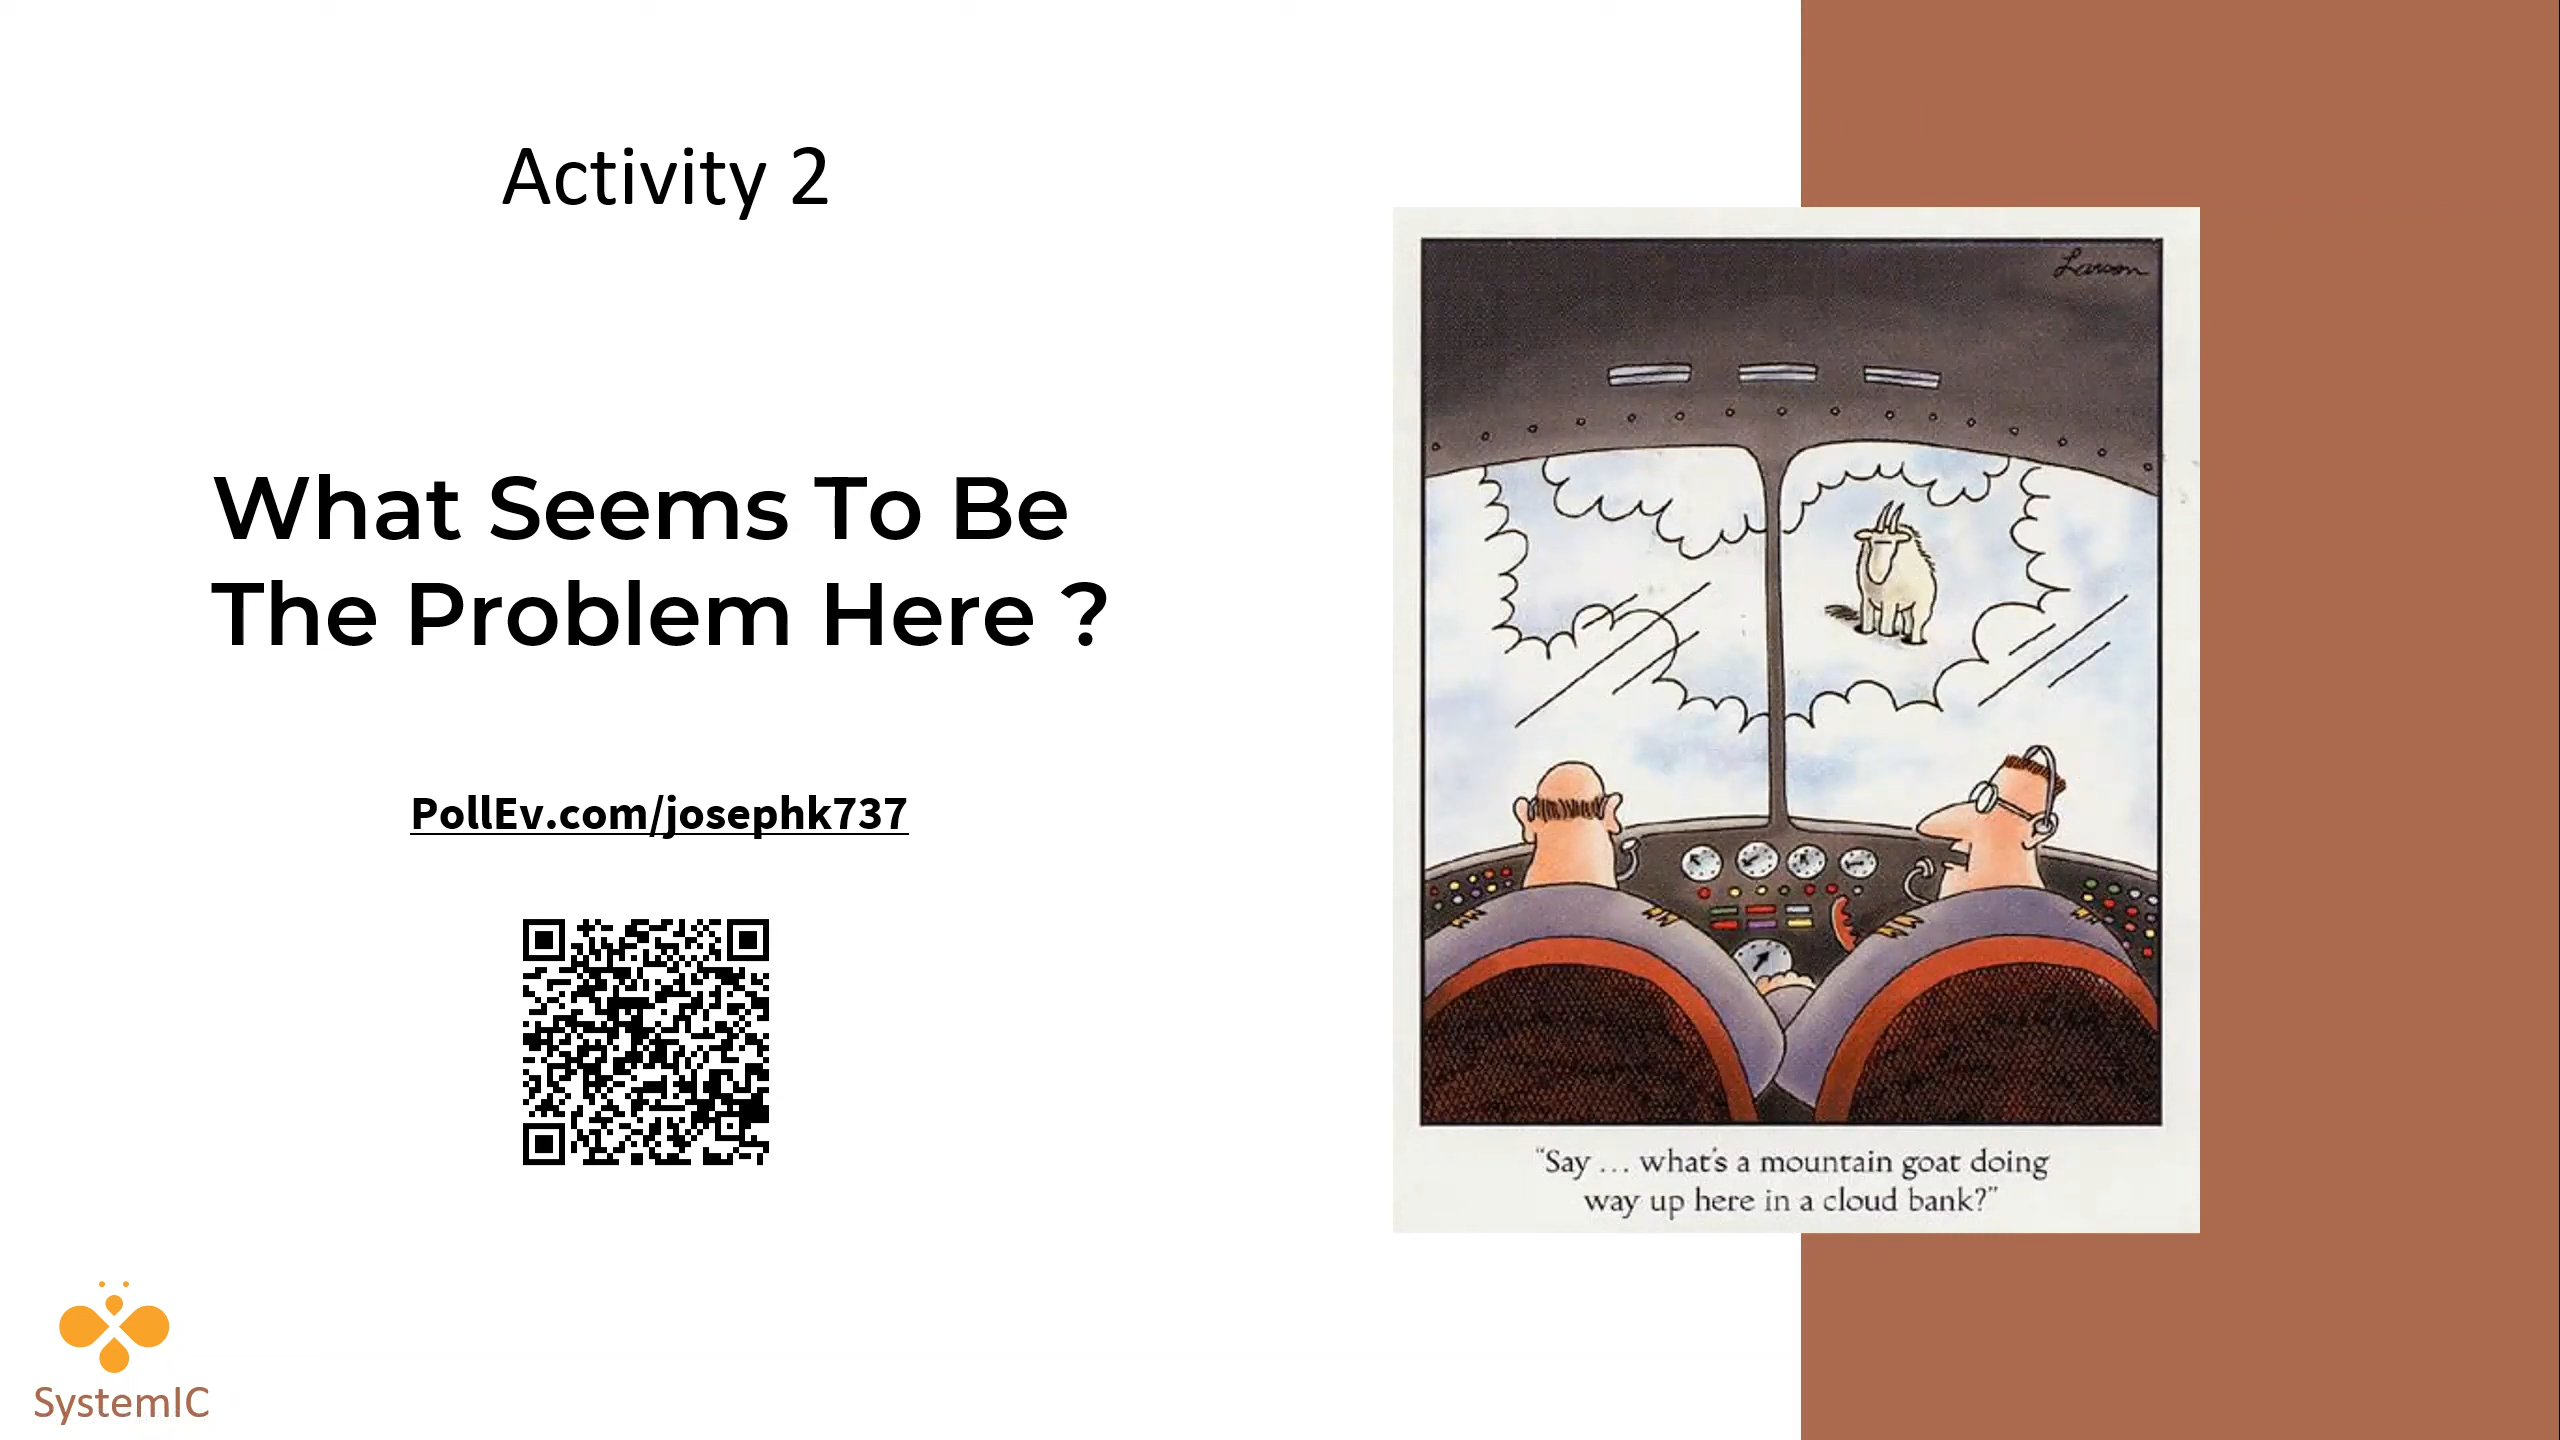 Activity 2
What Seems To Be
The Problem Here ?
PollEv.com/josephk737
Larson
“Say ... what's a mountain goat doing
way up here in a cloud bank?”
SystemIC